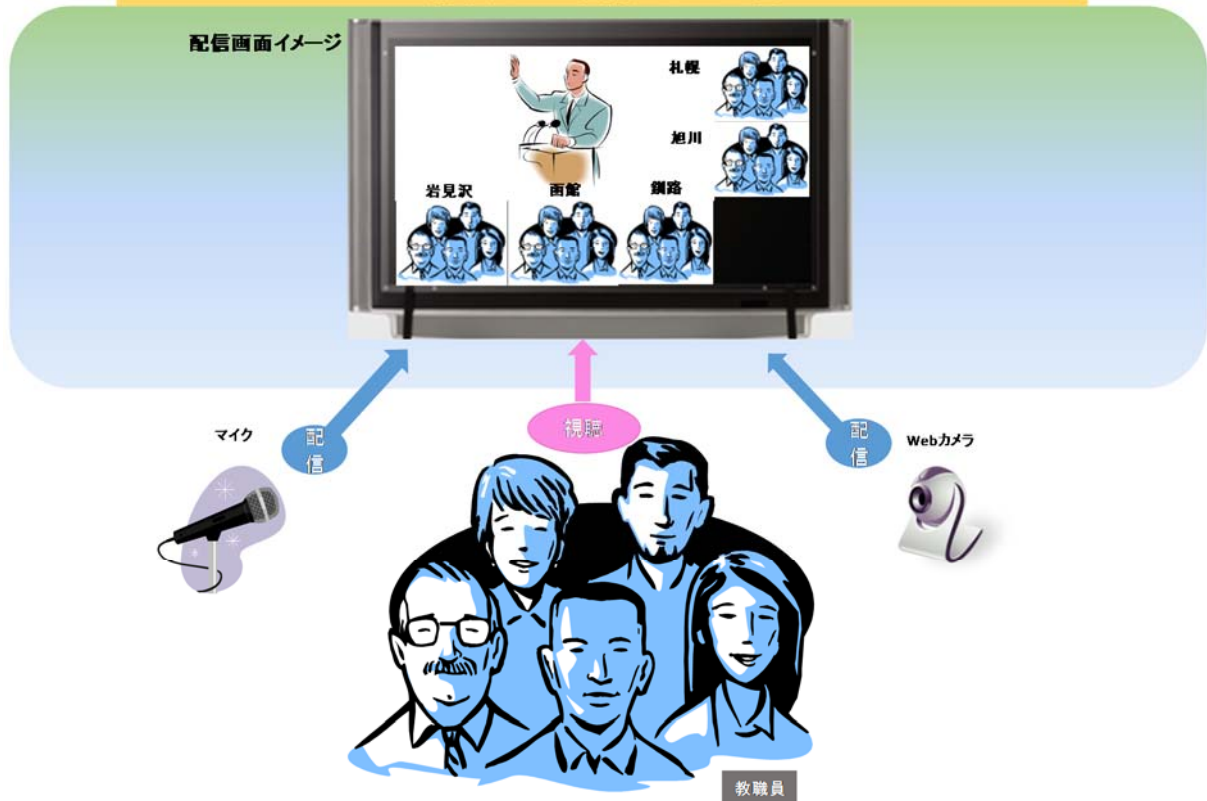 配信画面イメージ
札幌
旭川
岩見沢
函館
釧路
マイク
配信
視聴
配信
Webカメラ
教職員